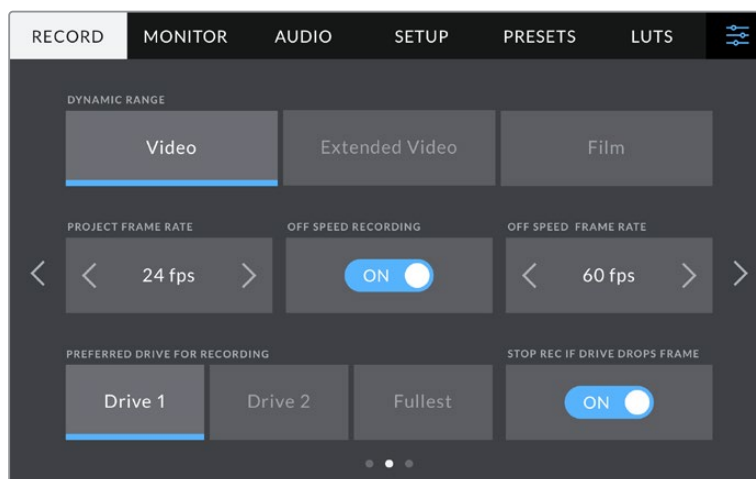 RECORD MONITOR AUDIO SETUP PRESETS LUTS
DYNAMIC RANGE
Video Extended Video Film
PROJECT FRAME RATE OFF SPEED RECORDING OFF SPEED FRAME RATE
24 fps ON 60 fps
PREFERRED DRIVE FOR RECORDING STOP REC IF DRIVE DROPS FRAME
Drive 1 Drive 2 Fullest ON